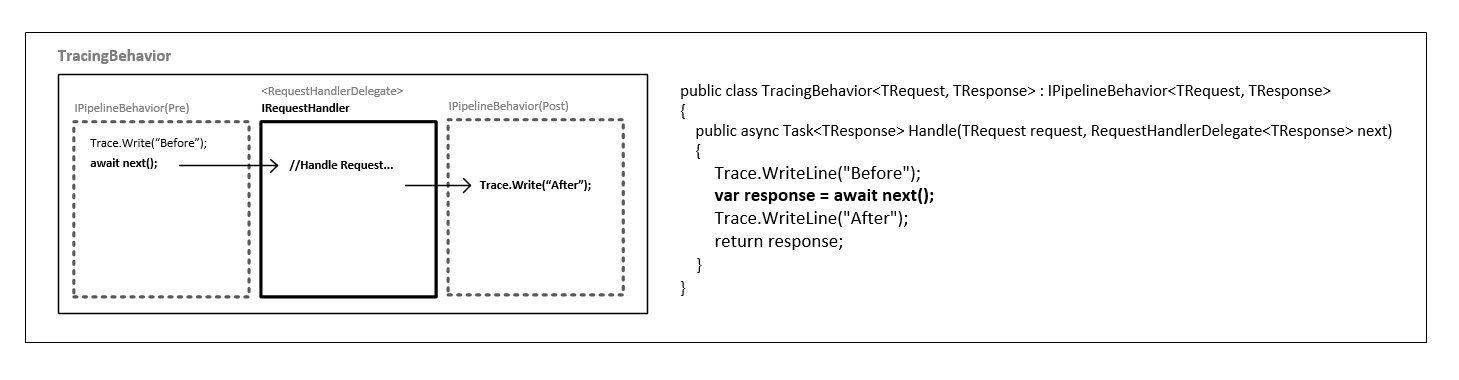 TracingBehavior
IPipelineBehavior(Pre)
Trace.Write(“Before”);
await next();
<RequestHandlerDelegate>
IRequestHandler
//Handle Request...
IPipelineBehavior(Post)
Trace.Write(“After”);
public class TracingBehavior<TRequest, TResponse> : IPipelineBehavior<TRequest, TResponse>
{
public async Task<TResponse> Handle(TRequest request, RequestHandlerDelegate<TResponse> next)
{
Trace.WriteLine("Before");
var response = await next();
Trace.WriteLine("After");
return response;
}
}